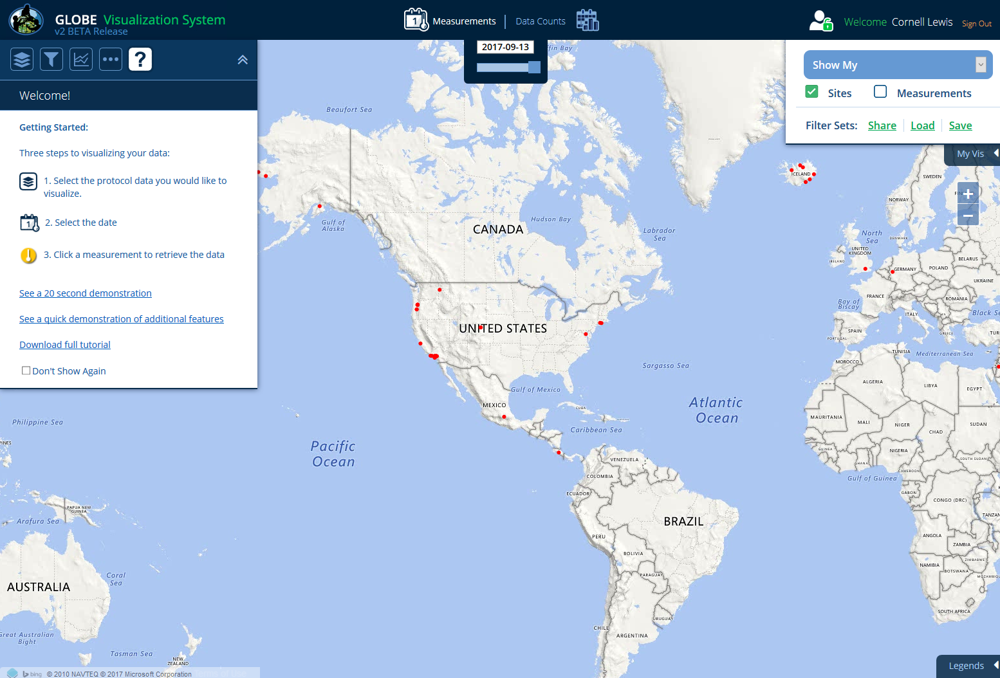 GLOBE Visualization System
v2 BETA Release
1
Measurements
Data Counts
Welcome Cornell Lewis
Sign Out
2017-09-13
?
Welcome!
Getting Started:
Three steps to visualizing your data:
1. Select the protocol data you would like to
visualize.
1
2. Select the date
3. Click a measurement to retrieve the data
See a 20 second demonstration
See a quick demonstration of additional features
Download full tutorial
Don't Show Again
Show My
Sites
Measurements
Filter Sets: Share Load Save
My Vis
+
−
Legends
ffin Bay
Beaufort Sea
ICELAND
SWEDEN
FIN
NORWAY
Gulf of
Alaska
CANADA
Hudson Bay
Labrador
Sea
North
Sea
DENMARK
UNITED
KINGDOM
IRELAND
BELARUS
GERMANY
POLAND
UKRAINE
FRANCE
ROMANIA
Bay of
Biscay
ITALY
Black Se
SPAIN
PORTUGAL
GREECE
TUR
UNITED STATES
TUNISIA
Mediterranean Sea
MOROCCO
Sargasso Sea
ALGERIA
LIBYA
EGYPT
Gulf of Mexico
MEXICO
CUBA
Atlantic
Ocean
MAURITANIA
MALI
NIGER
CHAD
SUDAN
Philippine Sea
Caribbean Sea
PINES
Pacific
Ocean
GUINEA
NIGERIA
GHANA
SOUTH SUDAN
CAMEROON
VENEZUELA
COLOMBIA
Gulf of Guinea
ECUADOR
GABON
CONGO (DRC)
PAPUA NEW
GUINEA
TANZAN
Arafura Sea
BRAZIL
PERU
ANGOLA
ZAMBIA
BOLIVIA
ZIMBABWE
NAMIBIA
BOTSWANA
MOZAMBIQ
PARAGUAY
Coral
Sea
AUSTRALIA
SOUTH AFRICA
URUGUAY
CHILE
ARGENTINA
Great Australian
Bight
Tasman Sea
NEW
ZEALAND
bing © 2010 NAVTEQ © 2017 Microsoft Corporation